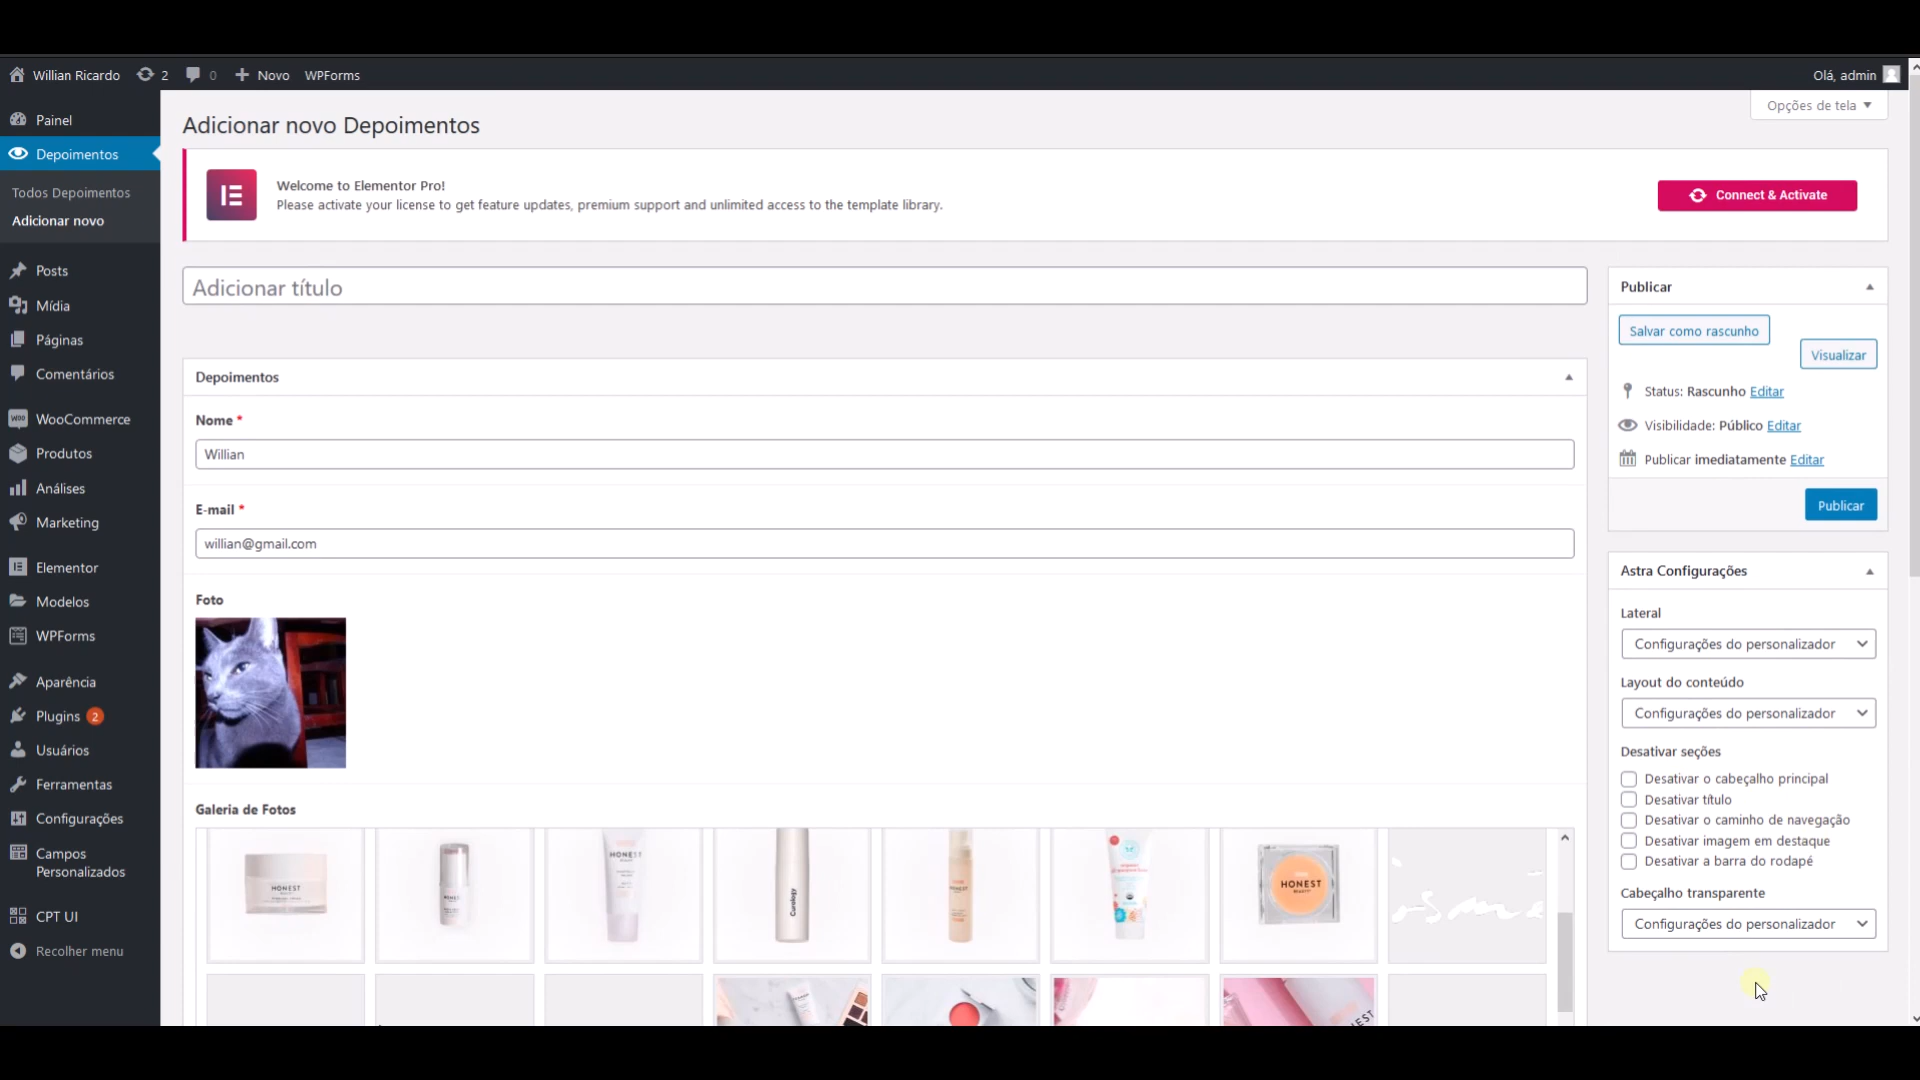 Willian Ricardo 2 0 Novo WPForms Olá, admin
Opções de tela
Painel
Depoimentos
Todos Depoimentos
Adicionar novo
Posts
Mídia
Páginas
Comentários
WooCommerce
Produtos
Análises
Marketing
Elementor
Modelos
WPForms
Aparência
Plugins 2
Usuários
Ferramentas
Configurações
Campos
Personalizados
CPT UI
Recolher menu
Adicionar novo Depoimentos
Welcome to Elementor Pro!
Please activate your license to get feature updates, premium support and unlimited access to the template library.
Connect & Activate
Adicionar título
Depoimentos
Nome *
Willian
E-mail *
willian@gmail.com
Foto
Galeria de Fotos
HONEST
HONEST
Curology
HONEST
HONEST
Publicar
Salvar como rascunho
Visualizar
Status: Rascunho Editar
Visibilidade: Público Editar
Publicar imediatamente Editar
Publicar
Astra Configurações
Lateral
Configurações do personalizador
Layout do conteúdo
Configurações do personalizador
Desativar seções
Desativar o cabeçalho principal
Desativar título
Desativar o caminho de navegação
Desativar imagem em destaque
Desativar a barra do rodapé
Cabeçalho transparente
Configurações do personalizador